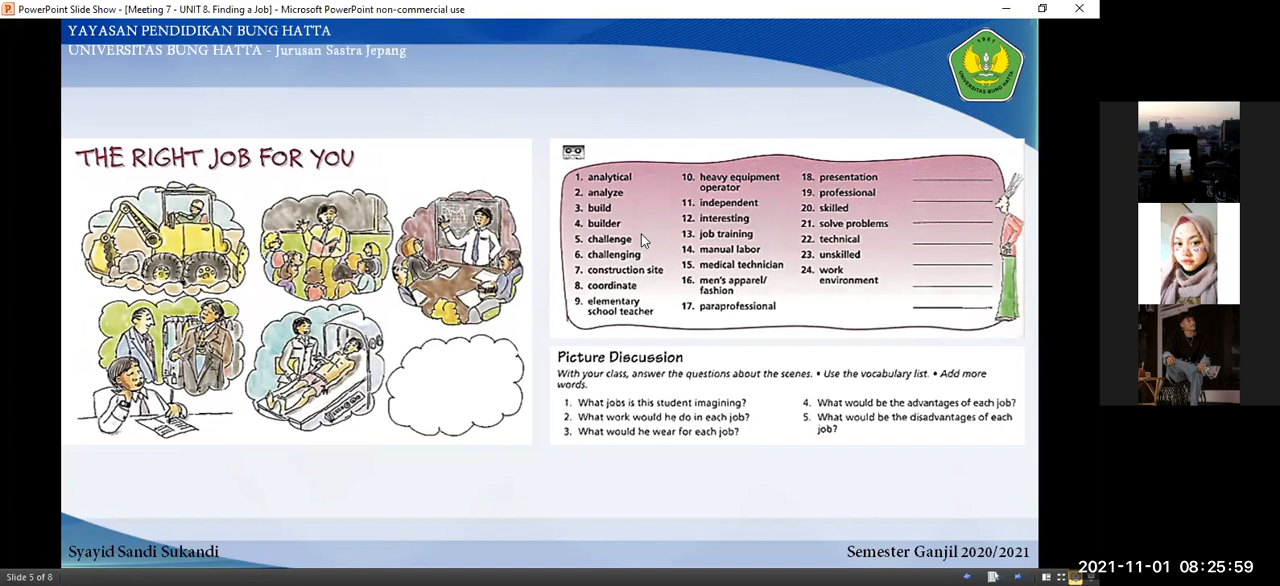 PowerPoint Slide Show - [Meeting 7 - UNIT 8. Finding a Job] - Microsoft PowerPoint non-commercial use
YAYASAN PENDIDIKAN BUNG HATTA
UNIVERSITAS BUNG HATTA - Jurusan Sastra Jepang
1981
UNIVERSITAS BUNG HATTA
THE RIGHT JOB FOR YOU
1. analytical
2. analyze
3. build
4. builder
5. challenge
6. challenging
7. construction site
8. coordinate
9. elementary
school teacher
10. heavy equipment
operator
11. independent
12. interesting
13. job training
14. manual labor
15. medical technician
16. men's apparel/
fashion
17. paraprofessional
18. presentation
19. professional
20. skilled
21. solve problems
22. technical
23. unskilled
24. work
environment
Picture Discussion
With your class, answer the questions about the scenes. • Use the vocabulary list. • Add more
words.
1. What jobs is this student imagining?
2. What work would he do in each job?
3. What would he wear for each job?
4. What would be the advantages of each job?
5. What would be the disadvantages of each
job?
Syayid Sandi Sukandi
Semester Ganjil 2020/2021
2021-11-01 08:25:59
Slide 5 of 8